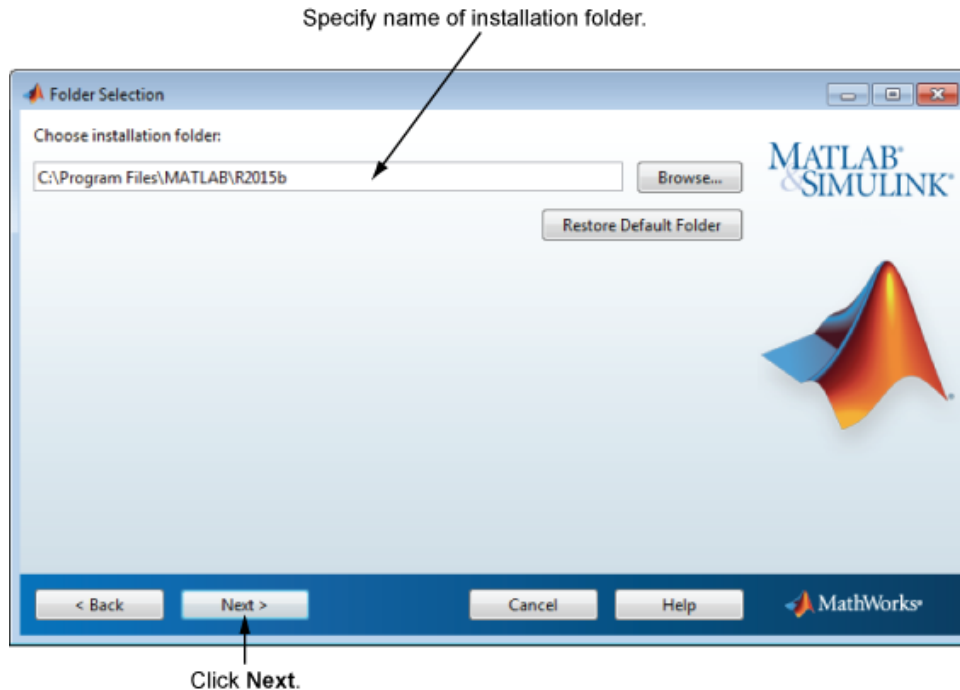 Specify name of installation folder.
Folder Selection
Choose installation folder:
C:\Program Files\MATLAB\R2015b
Browse...
Restore Default Folder
MATLAB®
&SIMULINK®
< Back
Next >
Cancel
Help
MathWorks®
Click Next.